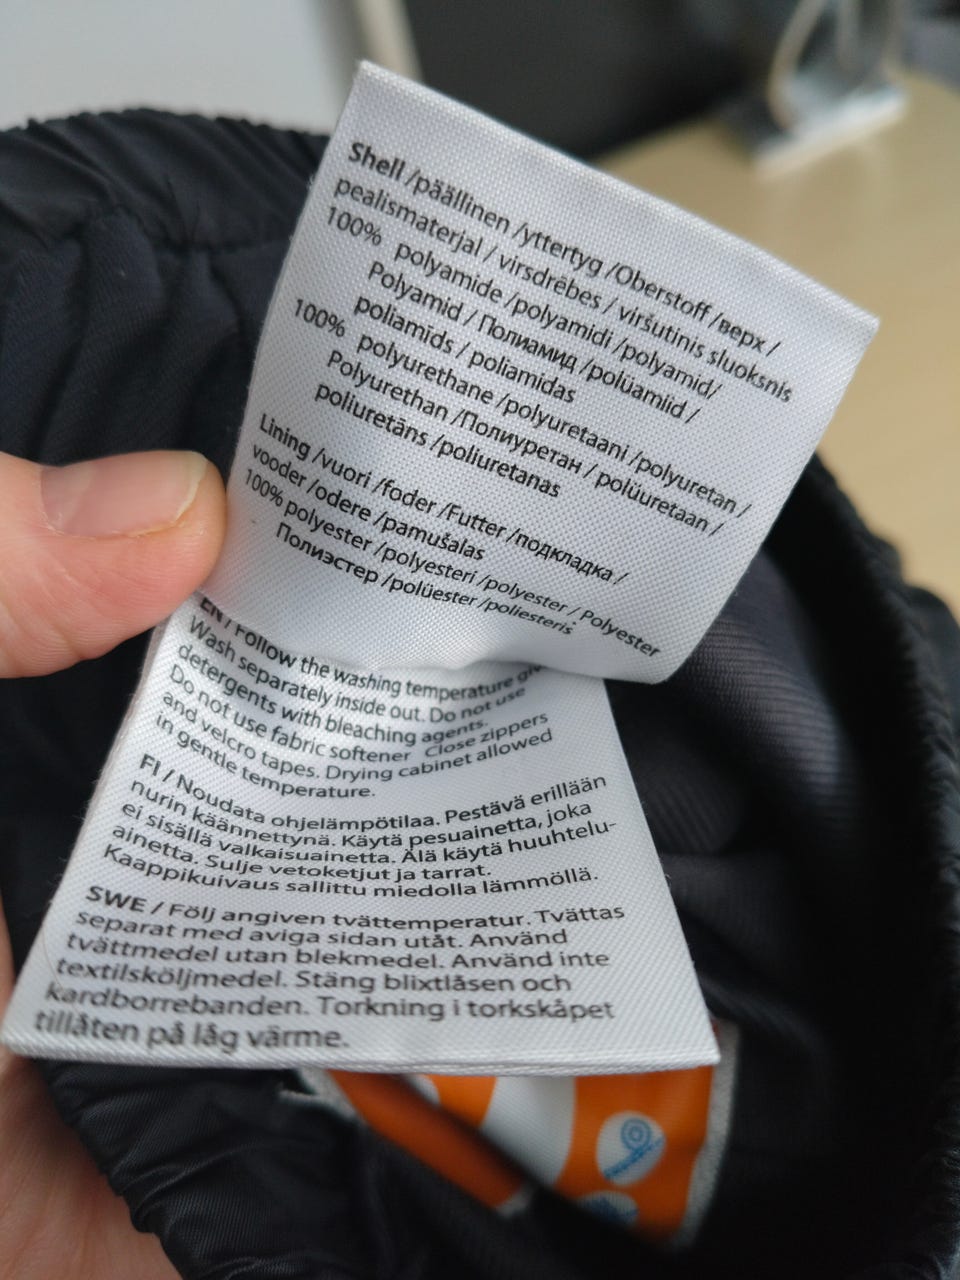 Shell /päällinen /yttertyg /Oberstoff /верх /
pealismaterjal / virsdrēbes / viršutinis sluoksnis
100% polyamide /polyamidi /polyamid/
Polyamid / Полиамид /polüamiid /
poliamīds / poliamidas
100% polyurethane /polyuretaani /polyuretan /
Polyurethan /Полиуретан / polüuretaan /
poliuretāns /poliuretanas
Lining /vuori /foder /Futter /подкладка /
vooder /odere /pamušalas
100% polyester /polyesteri /polyester / Polyester
Полиэстер /polüester /poliesteris
EN / Follow the washing temperature
Wash separately inside out. Do not use
detergents with bleaching agents.
Do not use fabric softener Close zippers
and velcro tapes. Drying cabinet allowed
in gentle temperature.
FI / Noudata ohjelämpötilaa. Pestävä erillään
nurin käännettynä. Käytä pesuainetta, joka
ei sisällä valkaisuainetta. Älä käytä huuhtelu-
ainetta. Sulje vetoketjut ja tarrat.
Kaappikuivaus sallittu miedolla lämmöllä.
SWE / Följ angiven tvättemperatur. Tvättas
separat med aviga sidan utåt. Använd
tvättmedel utan blekmedel. Använd inte
textilsköljmedel. Stäng blixtlåsen och
kardborrebanden. Torkning i torkskåpet
tillåten på låg värme.